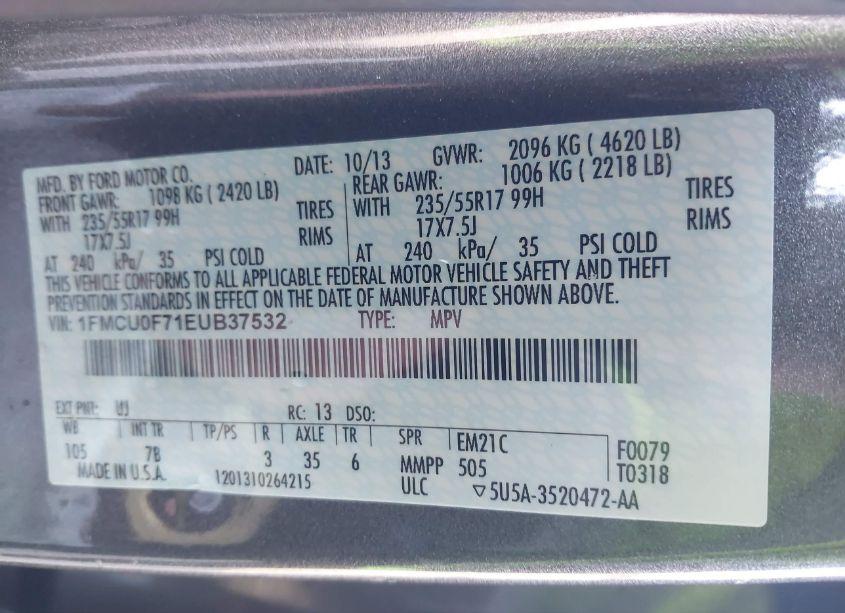 MFD. BY FORD MOTOR CO. DATE: 10/13 GVWR: 2096 KG ( 4620 LB)
FRONT GAWR: 1098 KG ( 2420 LB) REAR GAWR: 1006 KG ( 2218 LB)
WITH 235/55R17 99H TIRES WITH 235/55R17 99H TIRES
17X7.5J RIMS 17X7.5J RIMS
AT 240 kPa/ 35 PSI COLD AT 240 kPa/ 35 PSI COLD
THIS VEHICLE CONFORMS TO ALL APPLICABLE FEDERAL MOTOR VEHICLE SAFETY AND THEFT
PREVENTION STANDARDS IN EFFECT ON THE DATE OF MANUFACTURE SHOWN ABOVE.
VIN: 1FMCU0F71EUB37532 TYPE: MPV
EXT PNT: UJ RC: 13 DSO:
WB INT TR TP/PS R AXLE TR SPR EM21C F0079
105 7B 3 35 6 MMPP 505 T0318
MADE IN U.S.A. 1201310264215 ULC ▽5U5A-3520472-AA